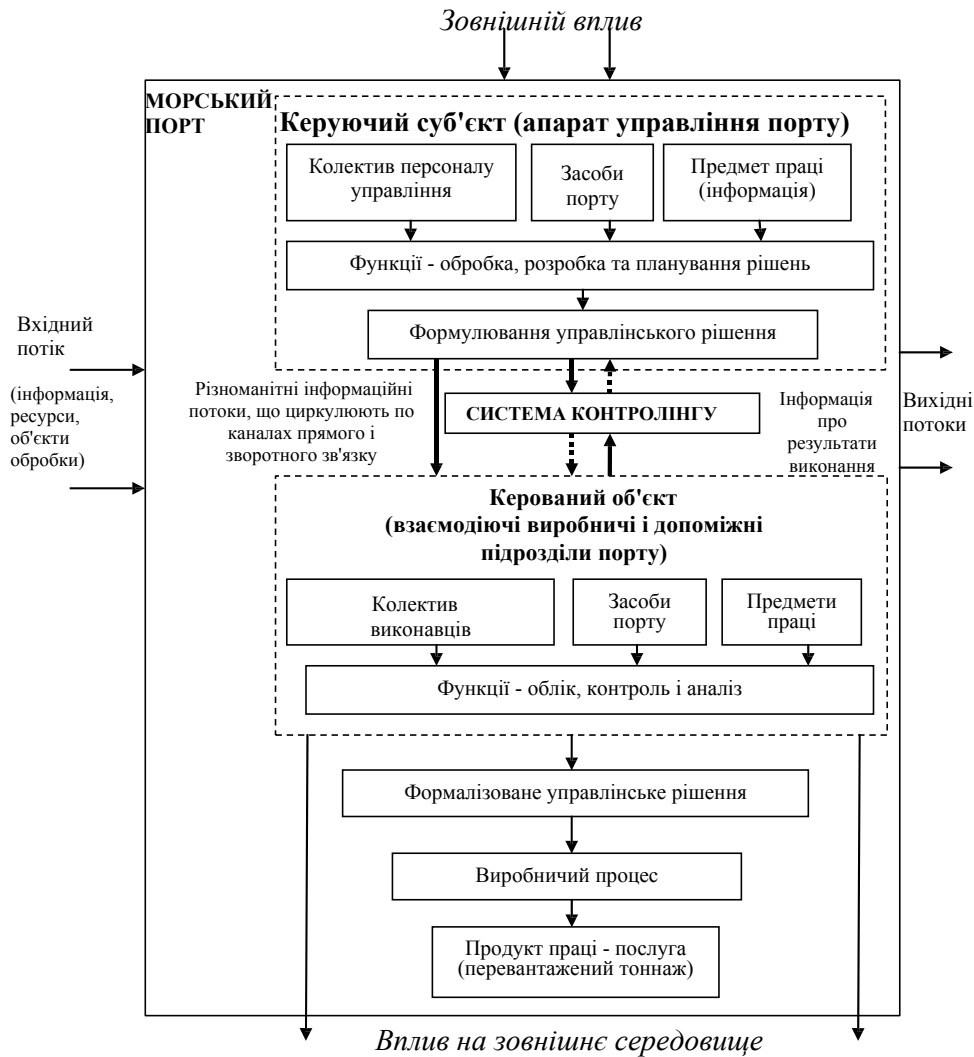 Зовнішній вплив
МОРСЬКИЙ
ПОРТ
Керуючий суб'єкт (апарат управління порту)
Колектив персоналу
управління
Засоби
порту
Предмет праці
(інформація)
Функції - обробка, розробка та планування рішень
Формулювання управлінського рішення
Вхідний
потік
(інформація,
ресурси,
об'єкти
обробки)
Різноманітні інформаційні
потоки, що циркулюють по
каналах прямого і
зворотного зв'язку
СИСТЕМА КОНТРОЛІНГУ
Інформація
про
результати
виконання
Вихідні
потоки
Керований об'єкт
(взаємодіючі виробничі і допоміжні
підрозділи порту)
Колектив
виконавців
Засоби
порту
Предмети
праці
Функції - облік, контроль і аналіз
Формалізоване управлінське рішення
Виробничий процес
Продукт праці - послуга
(перевантажений тоннаж)
Вплив на зовнішнє середовище